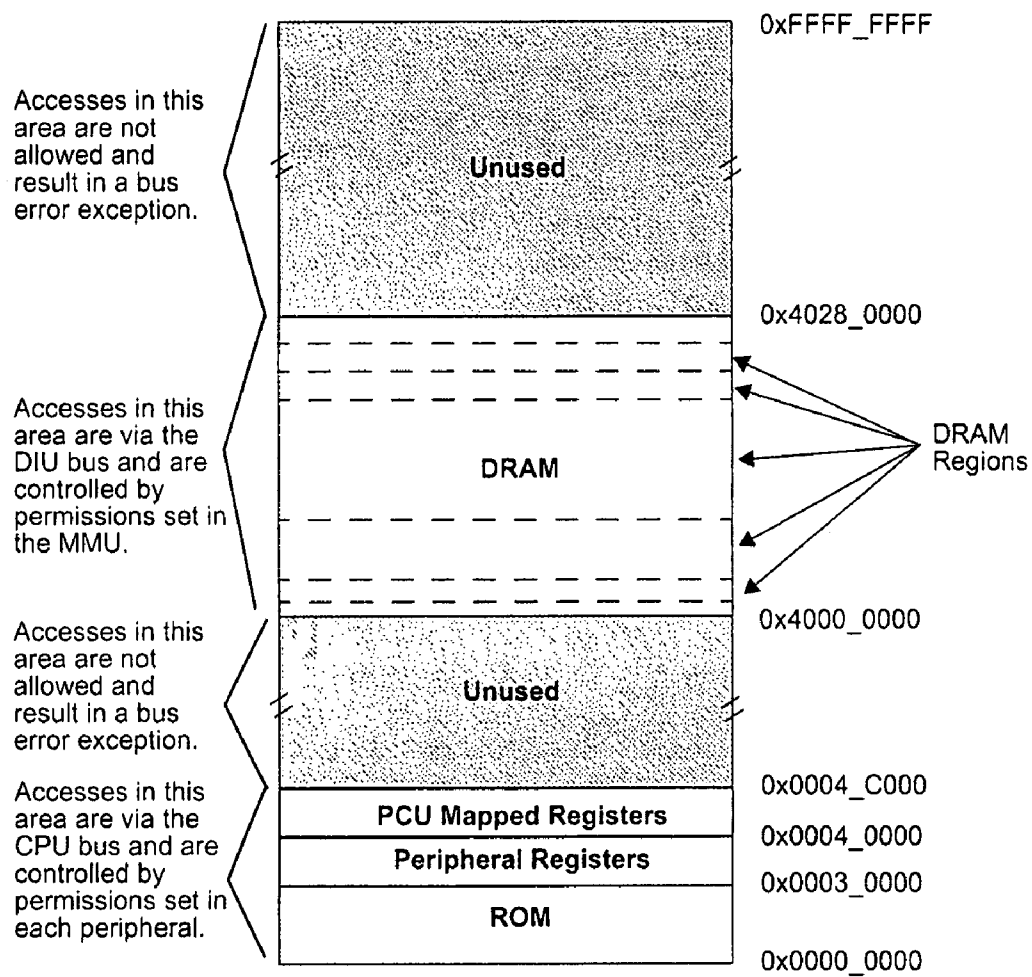 0xFFFF_FFFF
Accesses in this
area are not
allowed and
result in a bus
error exception.
Unused
0x4028_0000
Accesses in this
area are via the
DIU bus and are
controlled by
permissions set in
the MMU.
DRAM
DRAM
Regions
0x4000_0000
Accesses in this
area are not
allowed and
result in a bus
error exception.
Unused
0x0004_C000
Accesses in this
area are via the
CPU bus and are
controlled by
permissions set in
each peripheral.
PCU Mapped Registers
0x0004_0000
Peripheral Registers
0x0003_0000
ROM
0x0000_0000